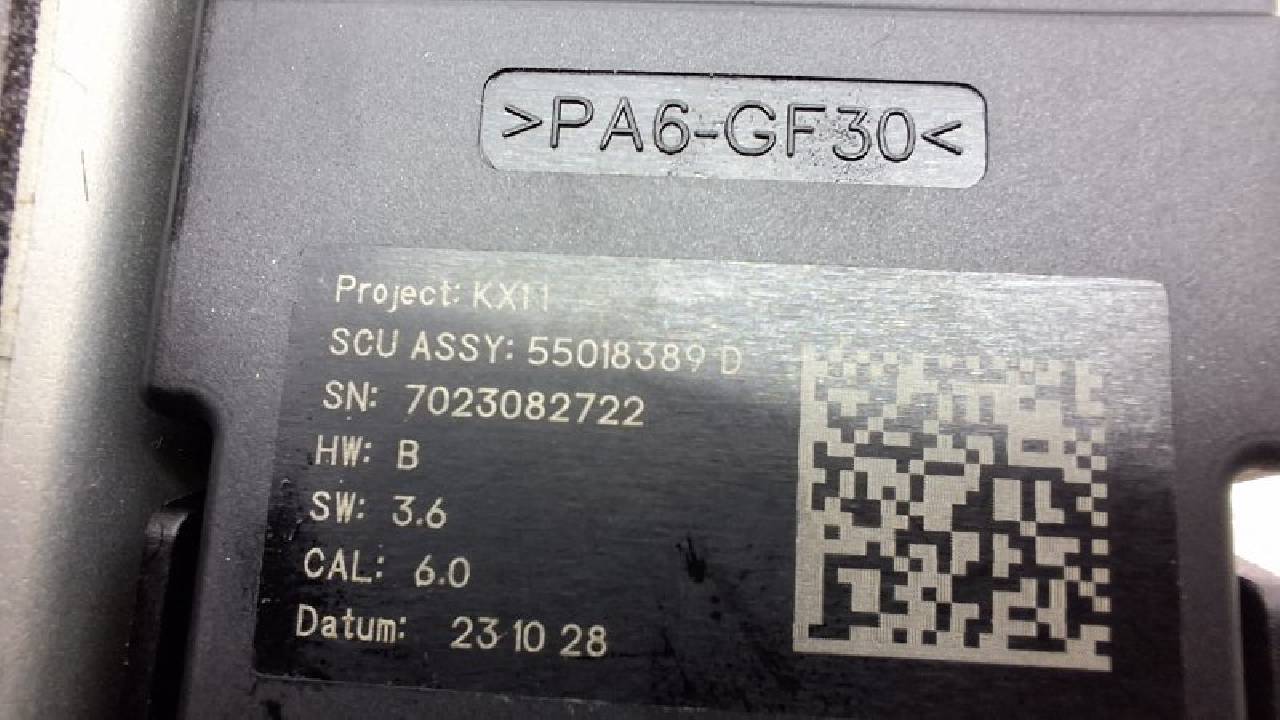 >PA6-GF30<
Project: KX11
SCU ASSY: 55018389 D
SN: 7023082722
HW: B
SW: 3.6
CAL: 6.0
Datum: 23 10 28